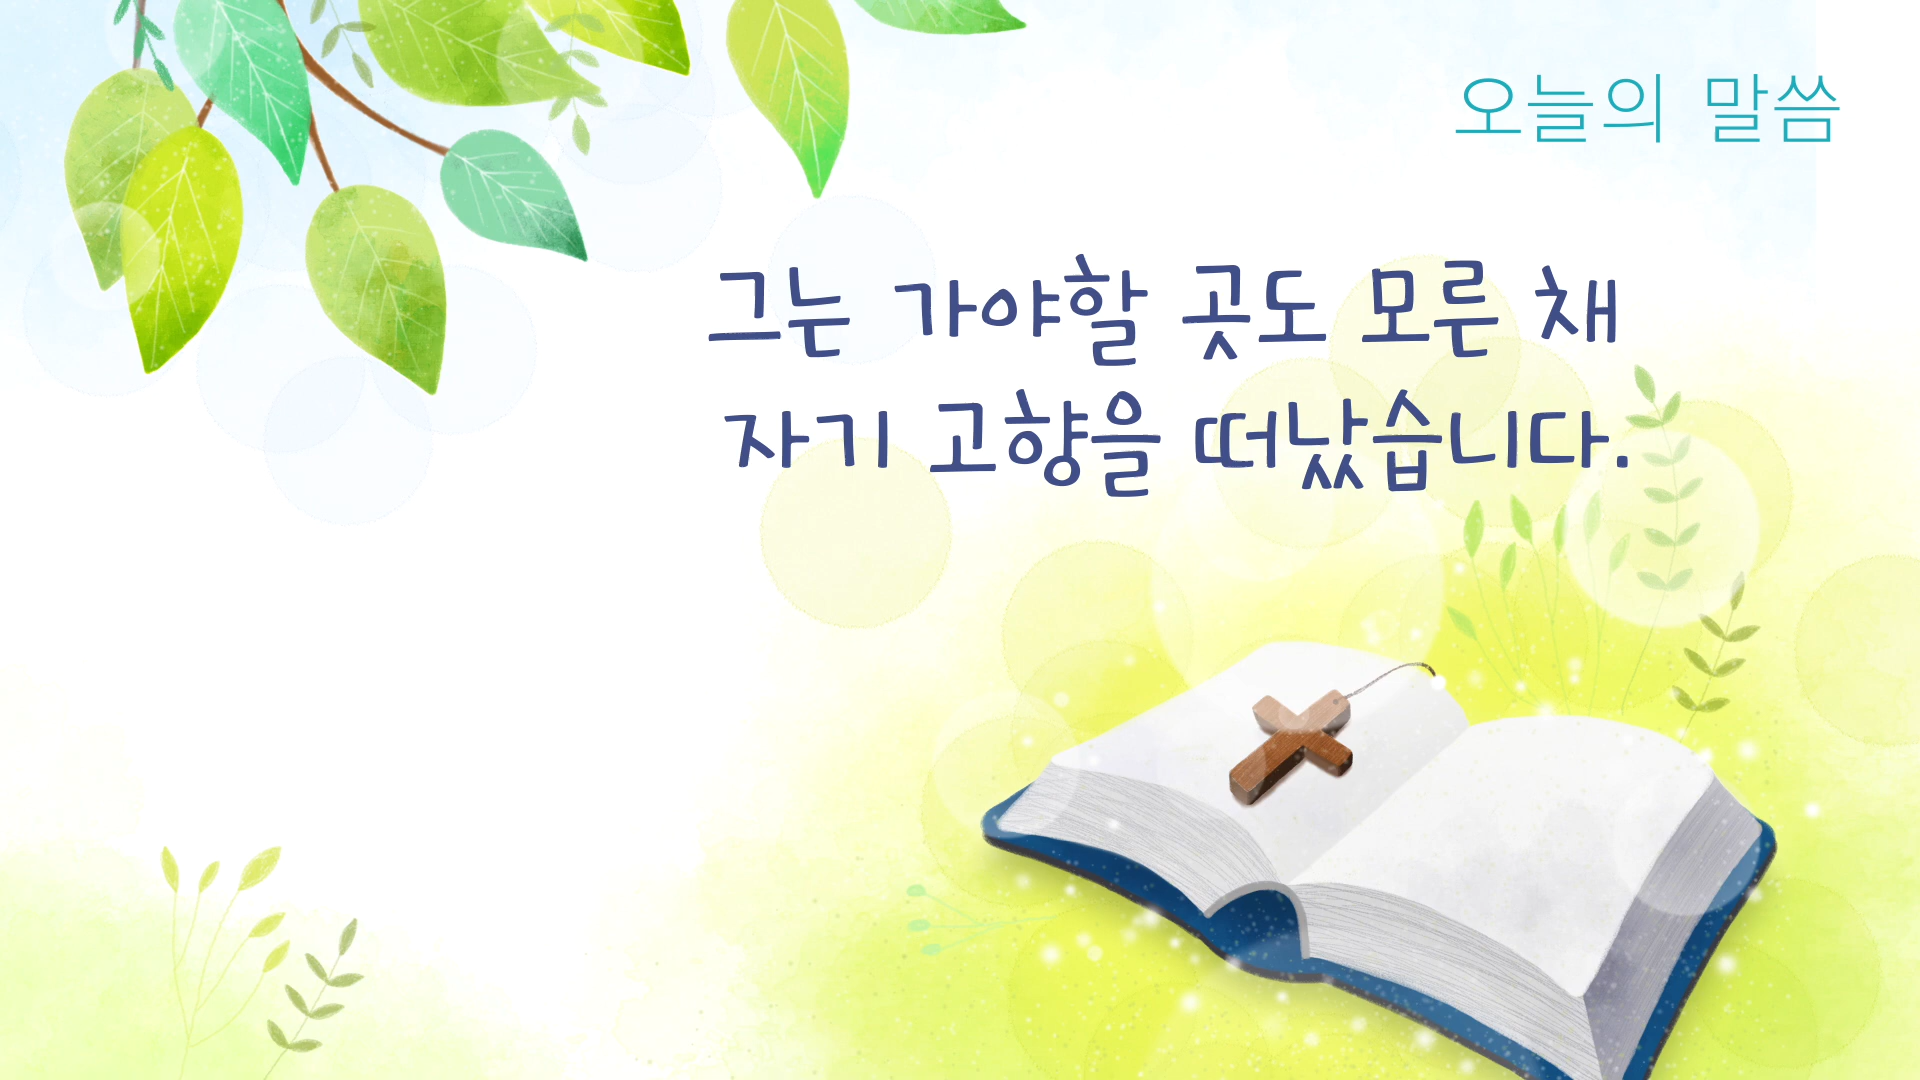 오늘의 말씀
그는 가야할 곳도 모른 채
자기 고향을 떠났습니다.